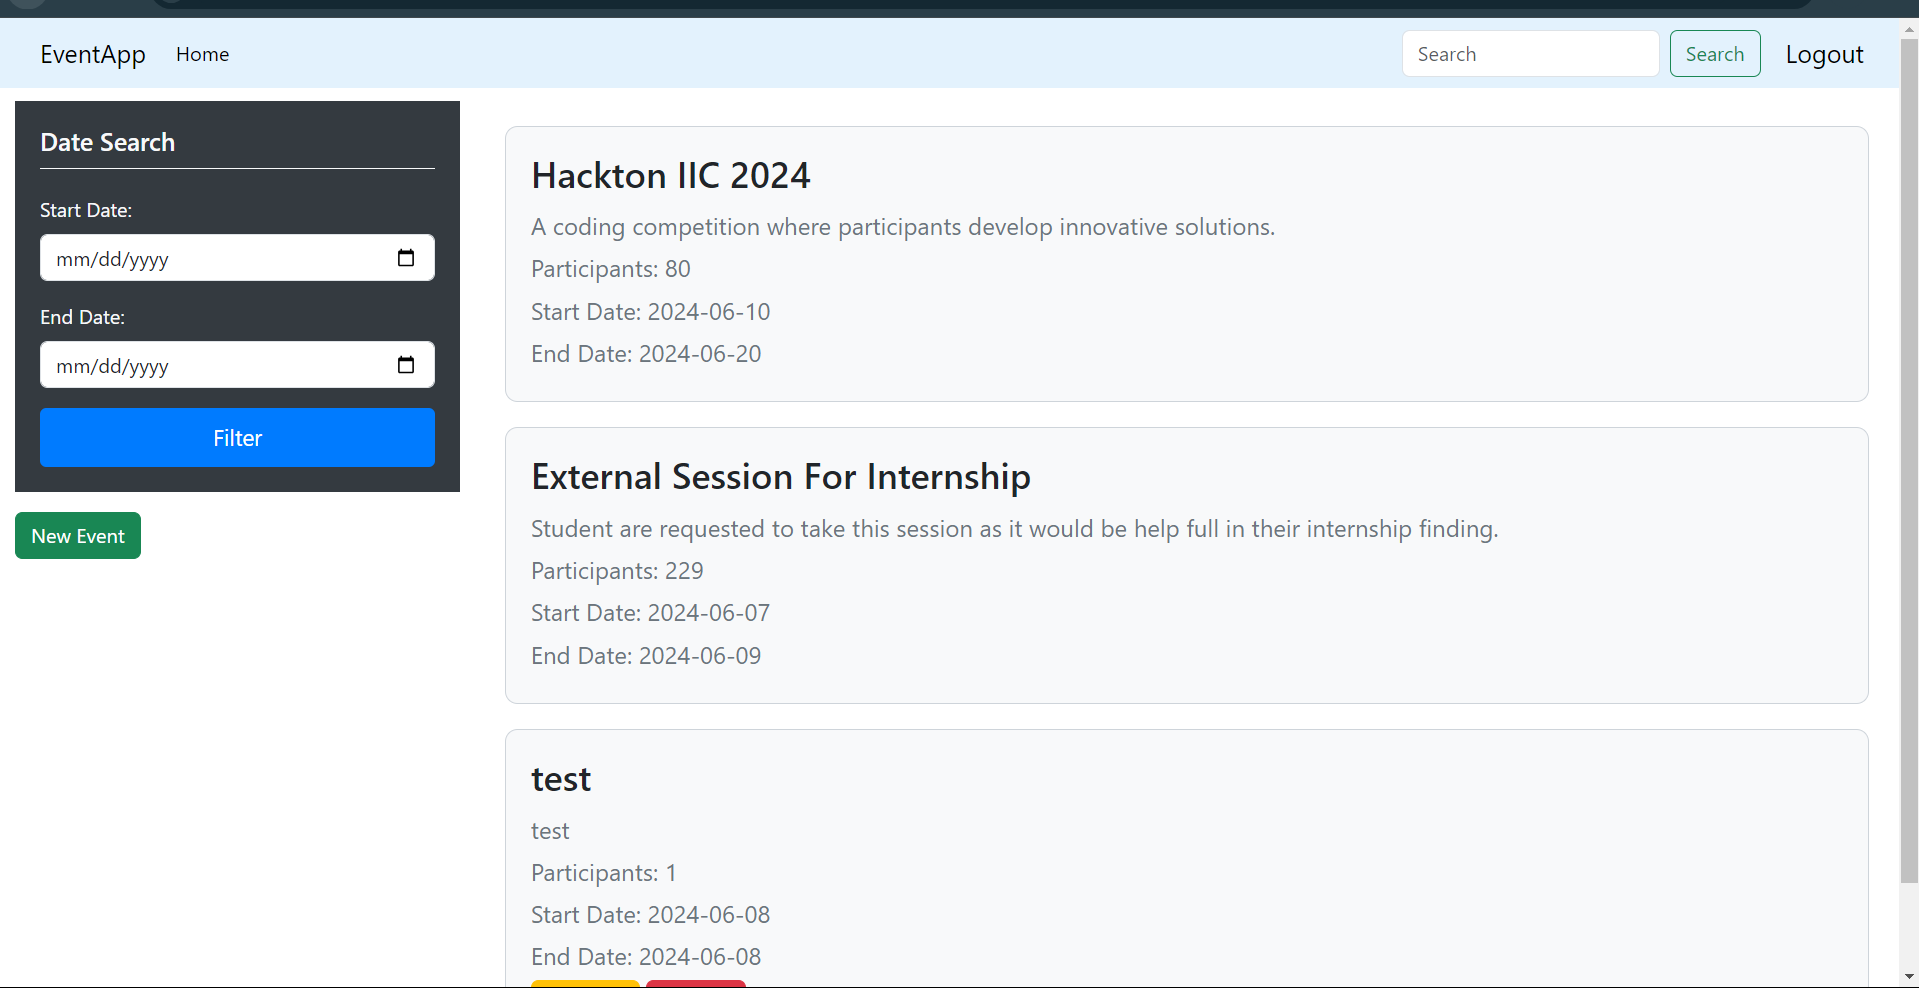 EventApp Home Search Search Logout
Date Search
Start Date:
mm/dd/yyyy
End Date:
mm/dd/yyyy
Filter
New Event
Hackton IIC 2024
A coding competition where participants develop innovative solutions.
Participants: 80
Start Date: 2024-06-10
End Date: 2024-06-20
External Session For Internship
Student are requested to take this session as it would be help full in their internship finding.
Participants: 229
Start Date: 2024-06-07
End Date: 2024-06-09
test
test
Participants: 1
Start Date: 2024-06-08
End Date: 2024-06-08